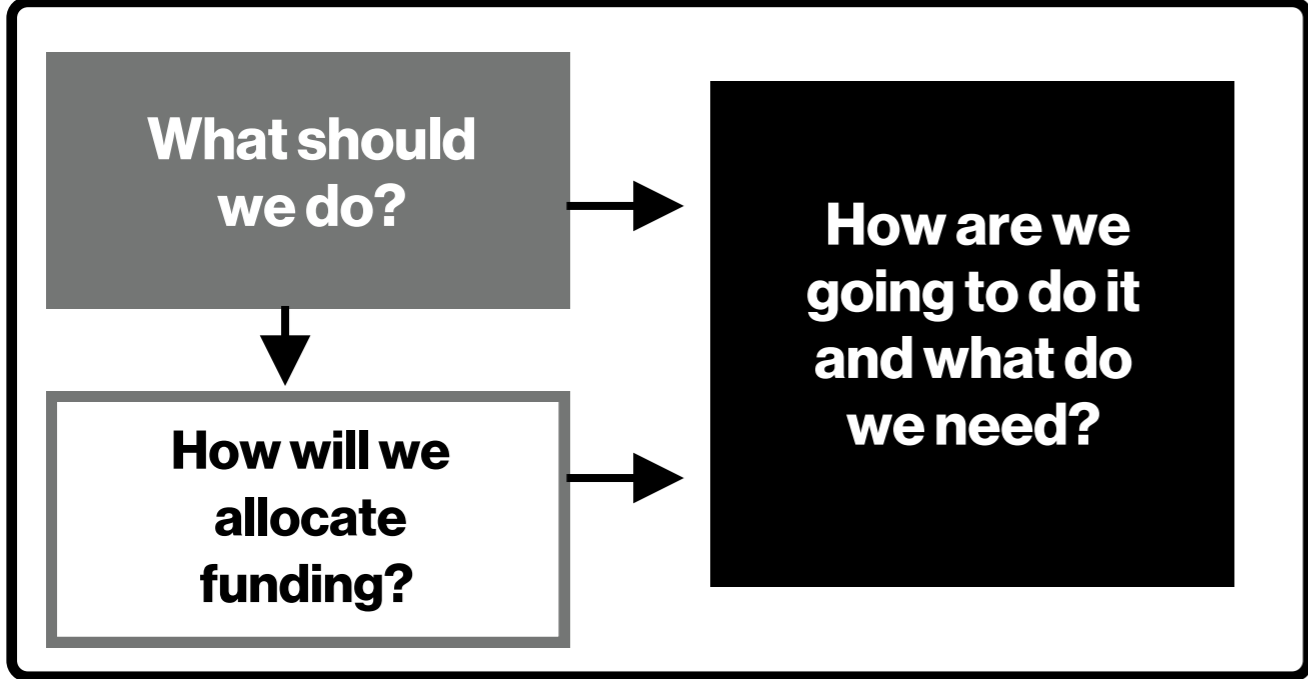 What should
we do?
How will we
allocate
funding?
How are we
going to do it
and what do
we need?